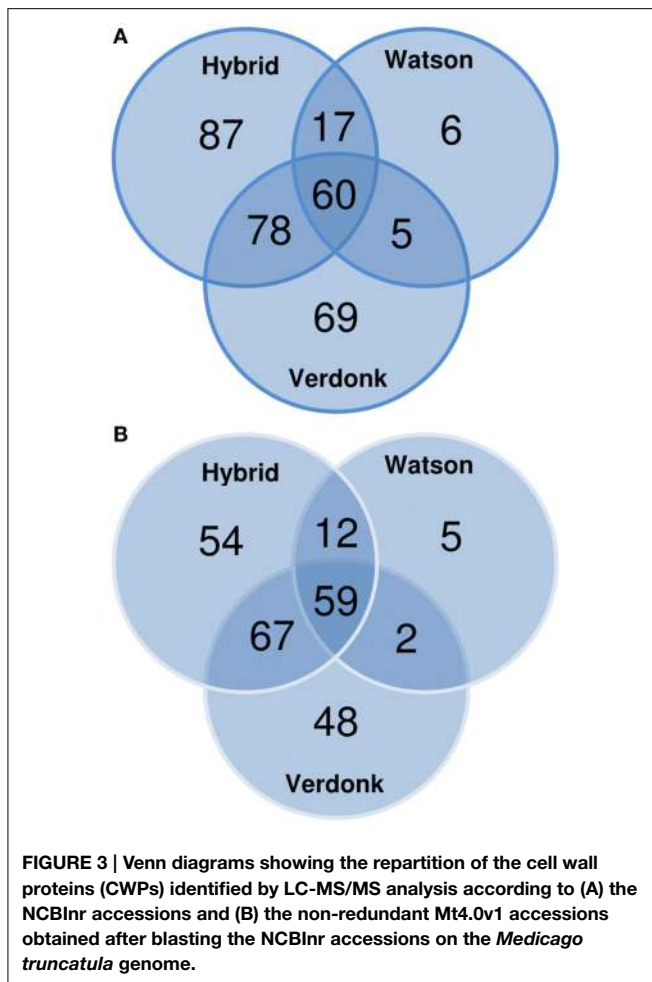 A
Hybrid
Watson
87
17
6
60
78
5
69
Verdonk
B
Hybrid
Watson
54
12
5
59
67
2
48
Verdonk
FIGURE 3 | Venn diagrams showing the repartition of the cell wall
proteins (CWPs) identified by LC-MS/MS analysis according to (A) the
NCBInr accessions and (B) the non-redundant Mt4.0v1 accessions
obtained after blasting the NCBInr accessions on the Medicago
truncatula genome.